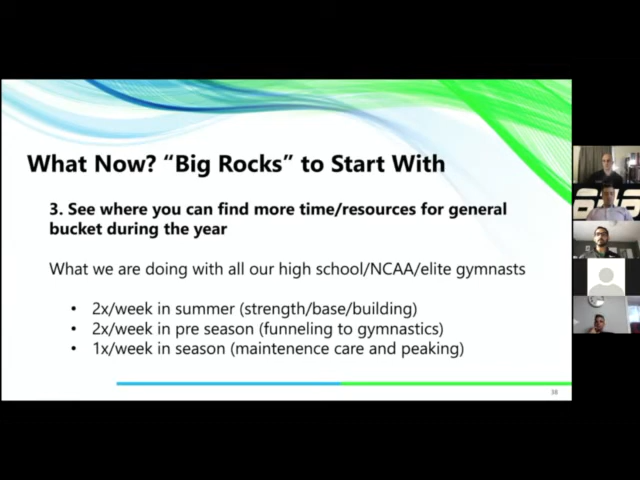 What Now? “Big Rocks” to Start With
3. See where you can find more time/resources for general
bucket during the year
What we are doing with all our high school/NCAA/elite gymnasts
• 2x/week in summer (strength/base/building)
• 2x/week in pre season (funneling to gymnastics)
• 1x/week in season (maintenence care and peaking)
38